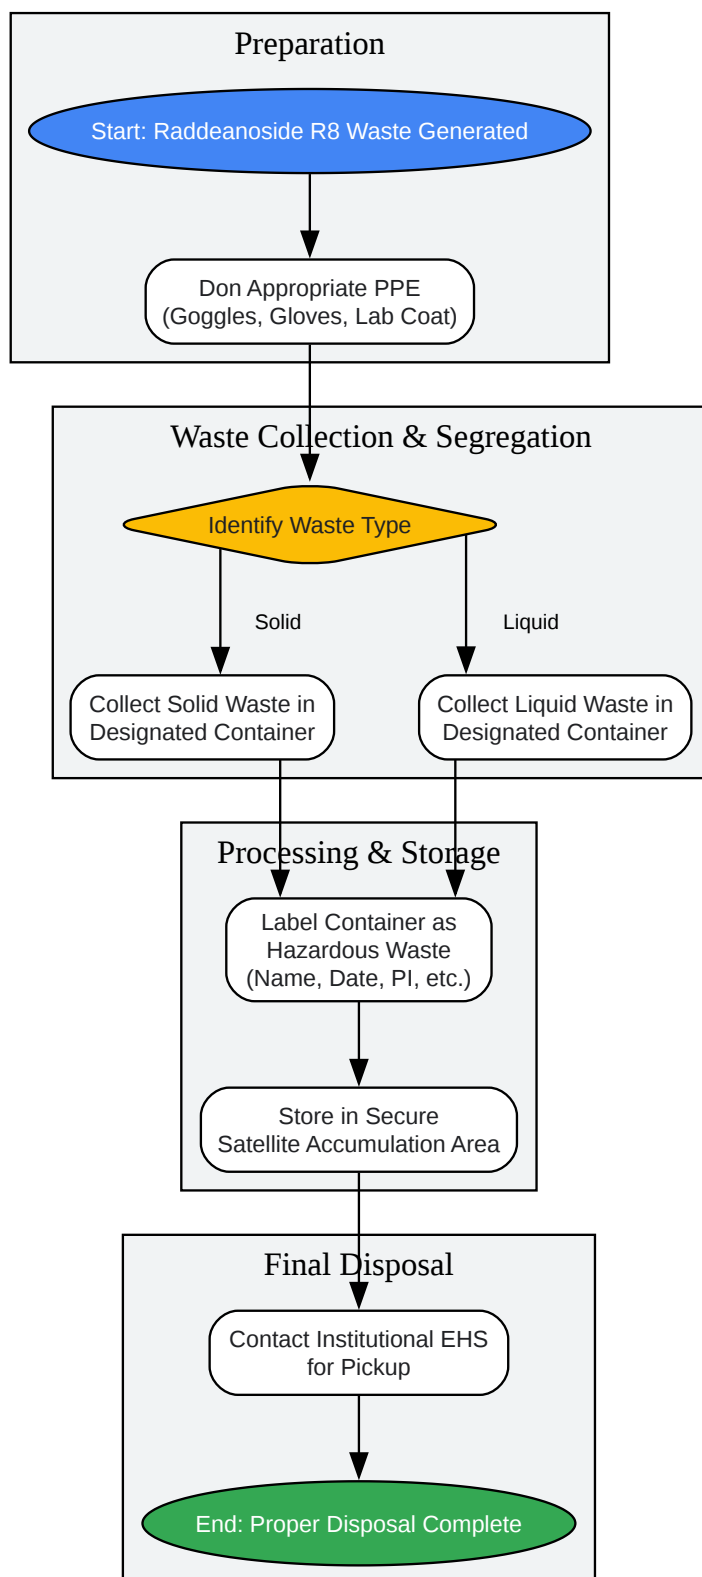 Preparation
Start: Raddeanoside R8 Waste Generated
Don Appropriate PPE
(Goggles, Gloves, Lab Coat)
Waste Collection & Segregation
Identify Waste Type
Solid
Liquid
Collect Solid Waste in
Designated Container
Collect Liquid Waste in
Designated Container
Processing & Storage
Label Container as
Hazardous Waste
(Name, Date, PI, etc.)
Store in Secure
Satellite Accumulation Area
Final Disposal
Contact Institutional EHS
for Pickup
End: Proper Disposal Complete